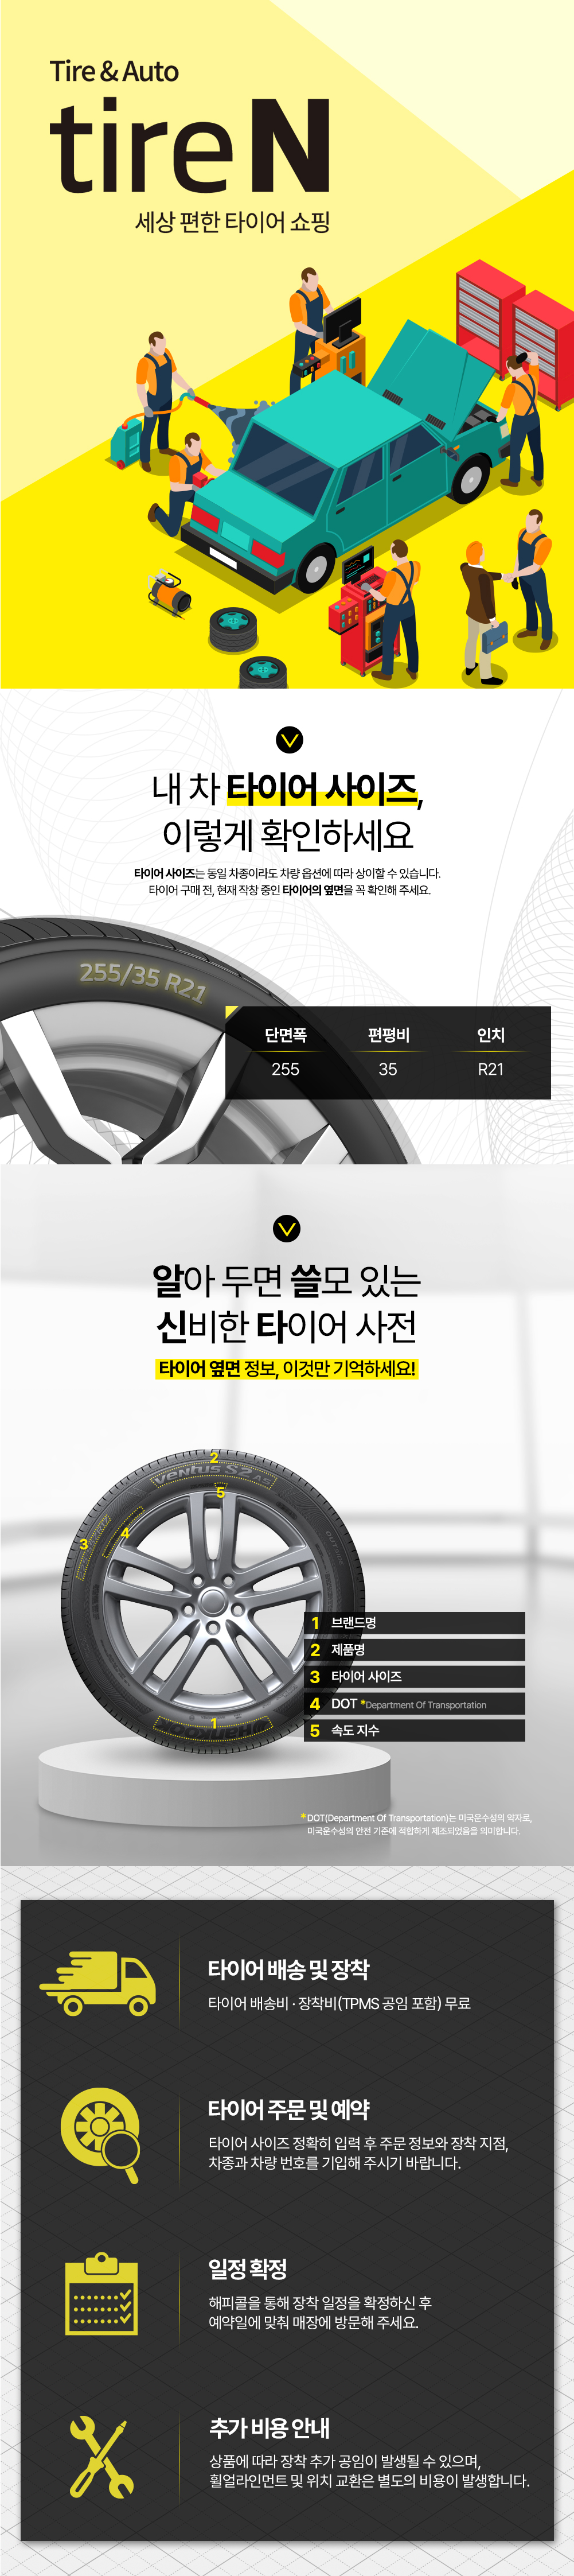 Tire & Auto
tire N
세상 편한 타이어 쇼핑
내 차 타이어 사이즈,
이렇게 확인하세요
타이어 사이즈는 동일 차종이라도 차량 옵션에 따라 상이할 수 있습니다.
타이어 구매 전, 현재 장착 중인 타이어의 옆면을 꼭 확인해 주세요.
255/35 R21
단면폭 편평비 인치
255 35 R21
알아 두면 쓸모 있는
신비한 타이어 사전
타이어 옆면 정보, 이것만 기억하세요!
2
Ventus S2 AS
5
4
3
1
Hankook
1 브랜드명
2 제품명
3 타이어 사이즈
4 DOT *Department Of Transportation
5 속도 지수
*DOT(Department Of Transportation)는 미국운수성의 약자로,
미국운수성의 안전 기준에 적합하게 제조되었음을 의미합니다.
타이어 배송 및 장착
타이어 배송비 · 장착비(TPMS 공임 포함) 무료
타이어 주문 및 예약
타이어 사이즈 정확히 입력 후 주문 정보와 장착 지점,
차종과 차량 번호를 기입해 주시기 바랍니다.
일정 확정
해피콜을 통해 장착 일정을 확정하신 후
예약일에 맞춰 매장에 방문해 주세요.
추가 비용 안내
상품에 따라 장착 추가 공임이 발생될 수 있으며,
휠얼라인먼트 및 위치 교환은 별도의 비용이 발생합니다.